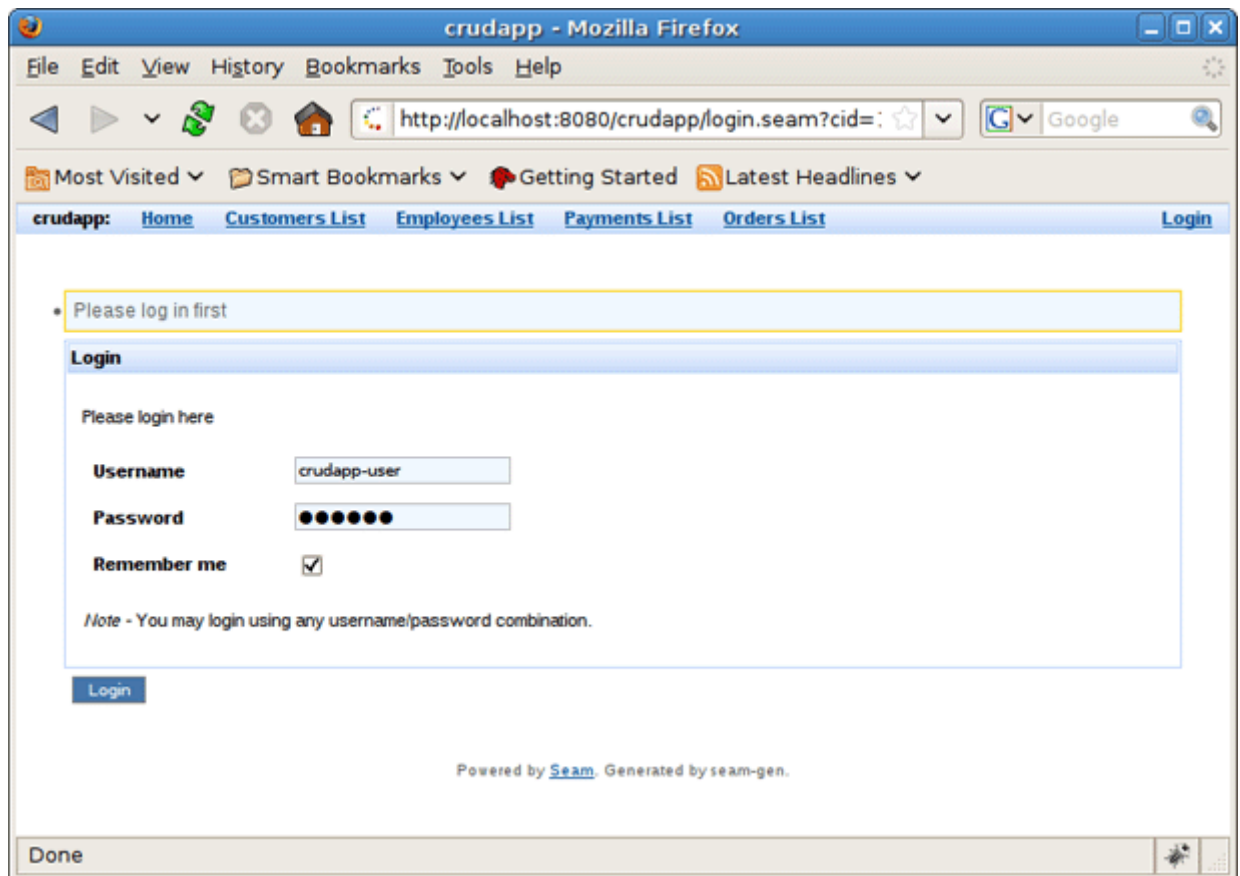 crudapp - Mozilla Firefox
File Edit View History Bookmarks Tools Help
http://localhost:8080/crudapp/login.seam?cid= G Google
Most Visited Smart Bookmarks Getting Started Latest Headlines
crudapp: Home Customers List Employees List Payments List Orders List Login
Please log in first
Login
Please login here
Username crudapp-user
Password ●●●●●●
Remember me
Note - You may login using any username/password combination.
Login
Powered by Seam. Generated by seam-gen.
Done